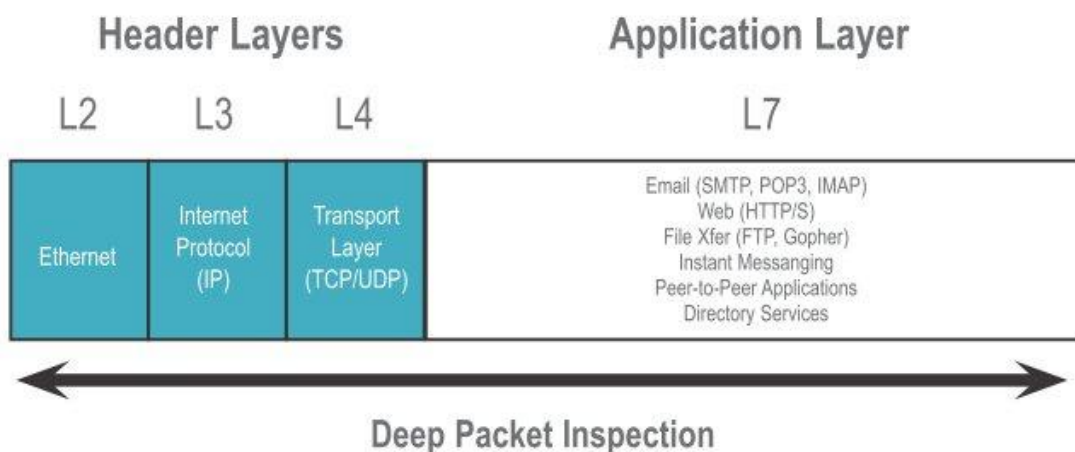 Header Layers
Application Layer
L2
L3
L4
L7
Ethernet
Internet
Protocol
(IP)
Transport
Layer
(TCP/UDP)
Email (SMTP, POP3, IMAP)
Web (HTTP/S)
File Xfer (FTP, Gopher)
Instant Messanging
Peer-to-Peer Applications
Directory Services
Deep Packet Inspection